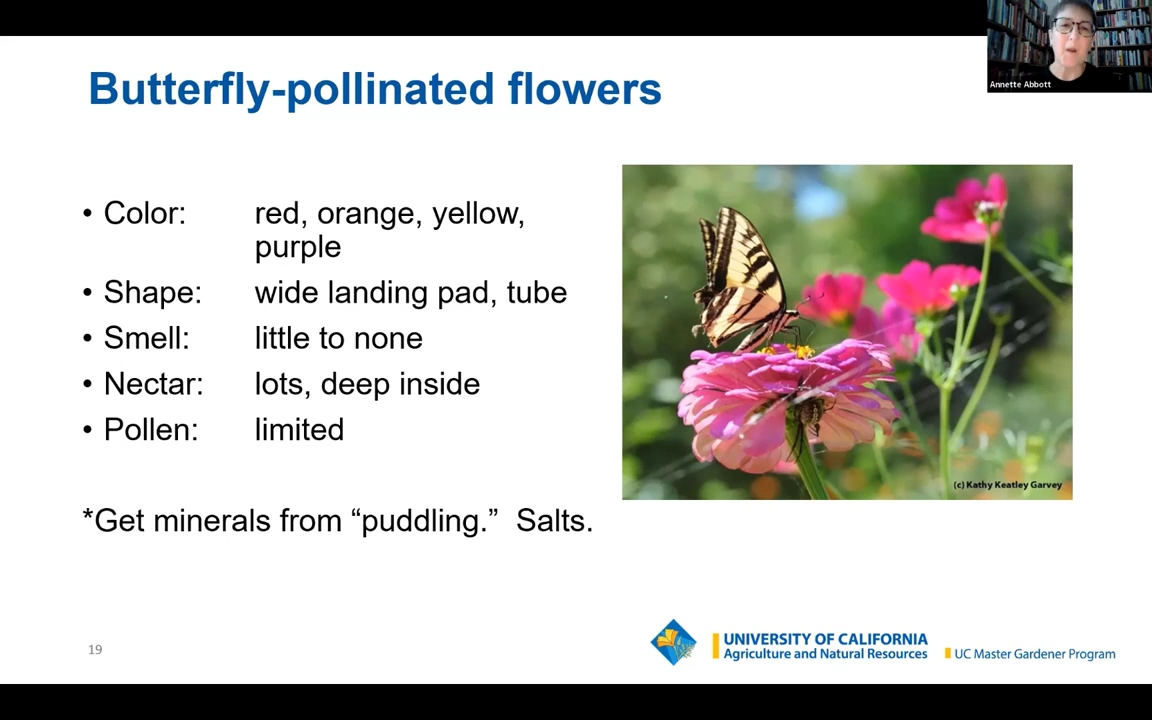 Annette Abbott
Butterfly-pollinated flowers
• Color: red, orange, yellow,
purple
• Shape: wide landing pad, tube
• Smell: little to none
• Nectar: lots, deep inside
• Pollen: limited
(c) Kathy Keatley Garvey
*Get minerals from “puddling.” Salts.
19
UNIVERSITY OF CALIFORNIA
Agriculture and Natural Resources
UC Master Gardener Program